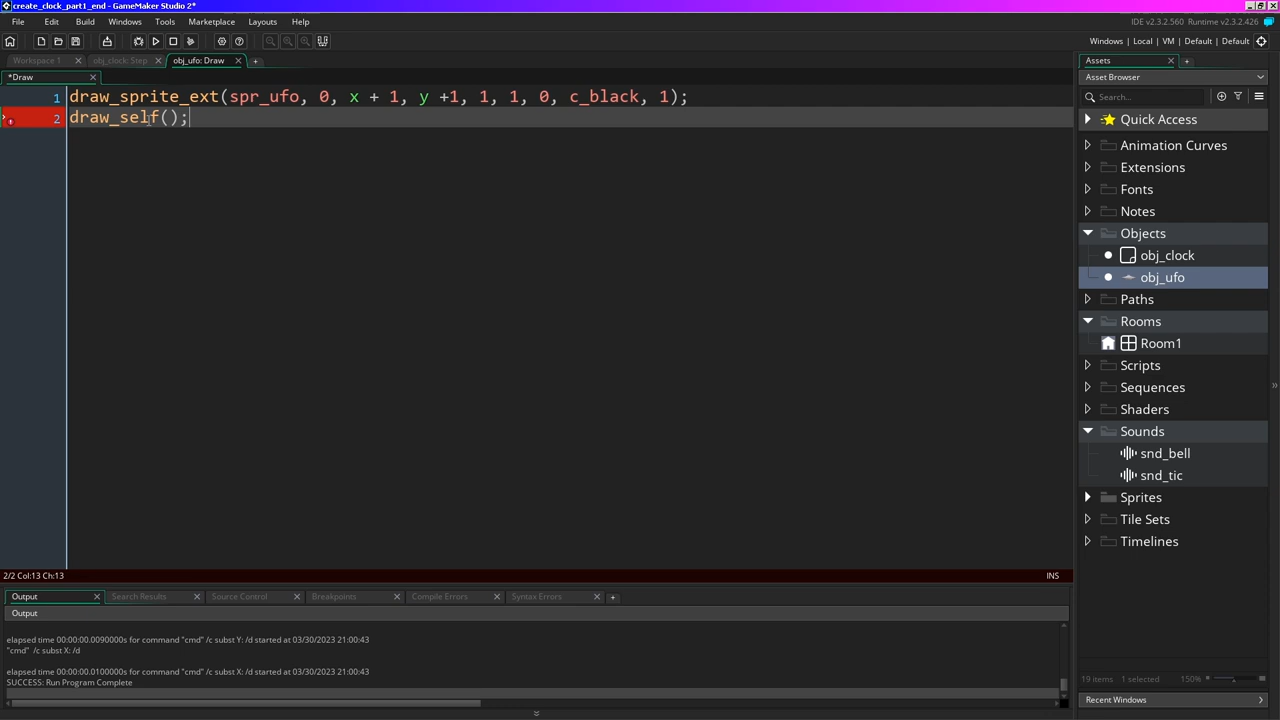 create_clock_part1_end - GameMaker Studio 2*
File Edit Build Windows Tools Marketplace Layouts Help
IDE v2.3.2.560 Runtime v2.3.2.426
Windows | Local | VM | Default | Default
Workspace 1 obj_clock: Step obj_ufo: Draw
*Draw
1 draw_sprite_ext(spr_ufo, 0, x + 1, y +1, 1, 1, 0, c_black, 1);
2 draw_self();
2/2 Col:13 Ch:13 INS
Output Search Results Source Control Breakpoints Compile Errors Syntax Errors
Output
elapsed time 00:00:00.0090000s for command "cmd" /c subst Y: /d started at 03/30/2023 21:00:43
"cmd" /c subst X: /d
elapsed time 00:00:00.0100000s for command "cmd" /c subst X: /d started at 03/30/2023 21:00:43
SUCCESS: Run Program Complete
Assets
Asset Browser
Search...
Quick Access
Animation Curves
Extensions
Fonts
Notes
Objects
obj_clock
obj_ufo
Paths
Rooms
Room1
Scripts
Sequences
Shaders
Sounds
snd_bell
snd_tic
Sprites
Tile Sets
Timelines
19 items 1 selected 150%
Recent Windows